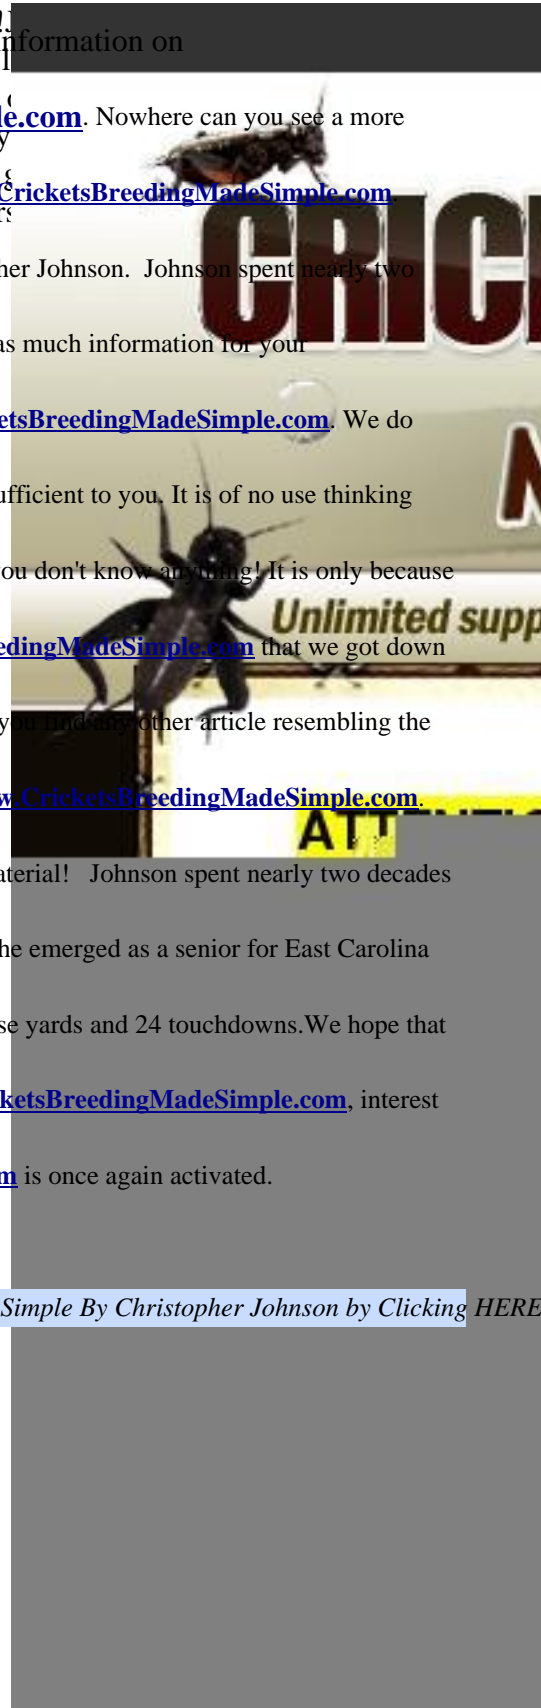 nformation on
le.com. Nowhere can you see a more
CricketsBreedingMadeSimple.com.
CRIC
her Johnson.  Johnson spent nearly two
as much information for your
etsBreedingMadeSimple.com. We do
ufficient to you. It is of no use thinking
ou don't know anything! It is only because
Unlimited supp
edingMadeSimple.com that we got down
you find any other article resembling the
w.CricketsBreedingMadeSimple.com.
aterial!   Johnson spent nearly two decades
he emerged as a senior for East Carolina
se yards and 24 touchdowns.We hope that
ketsBreedingMadeSimple.com, interest
m is once again activated.
Simple By Christopher Johnson by Clicking HERE